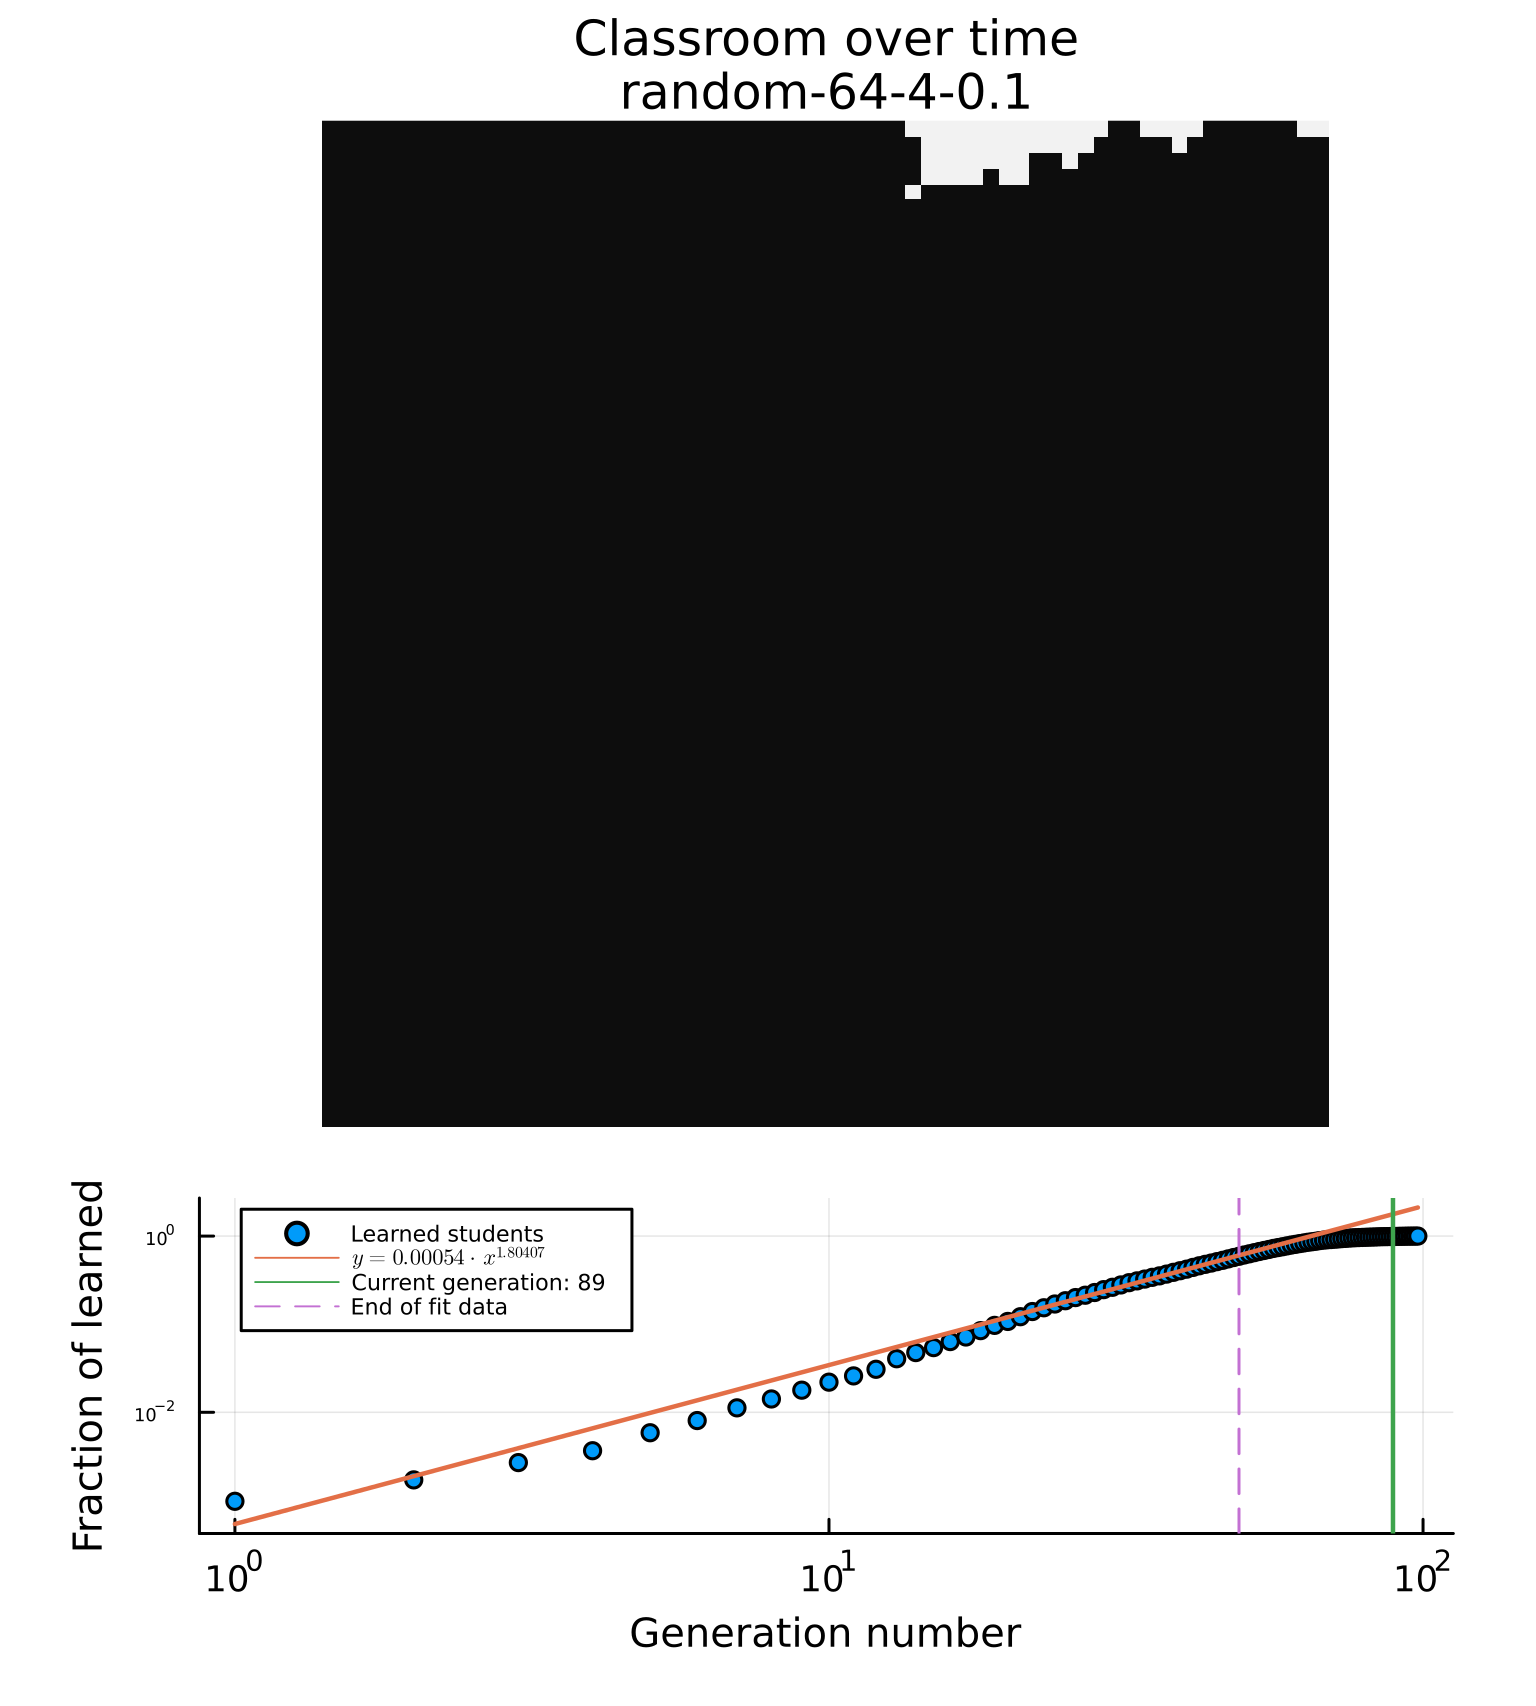 Classroom over time
random-64-4-0.1
Fraction of learned
10⁰
10⁻²
Learned students
y = 0.00054 · x^1.80407
Current generation: 89
End of fit data
10⁰ 10¹ 10²
Generation number